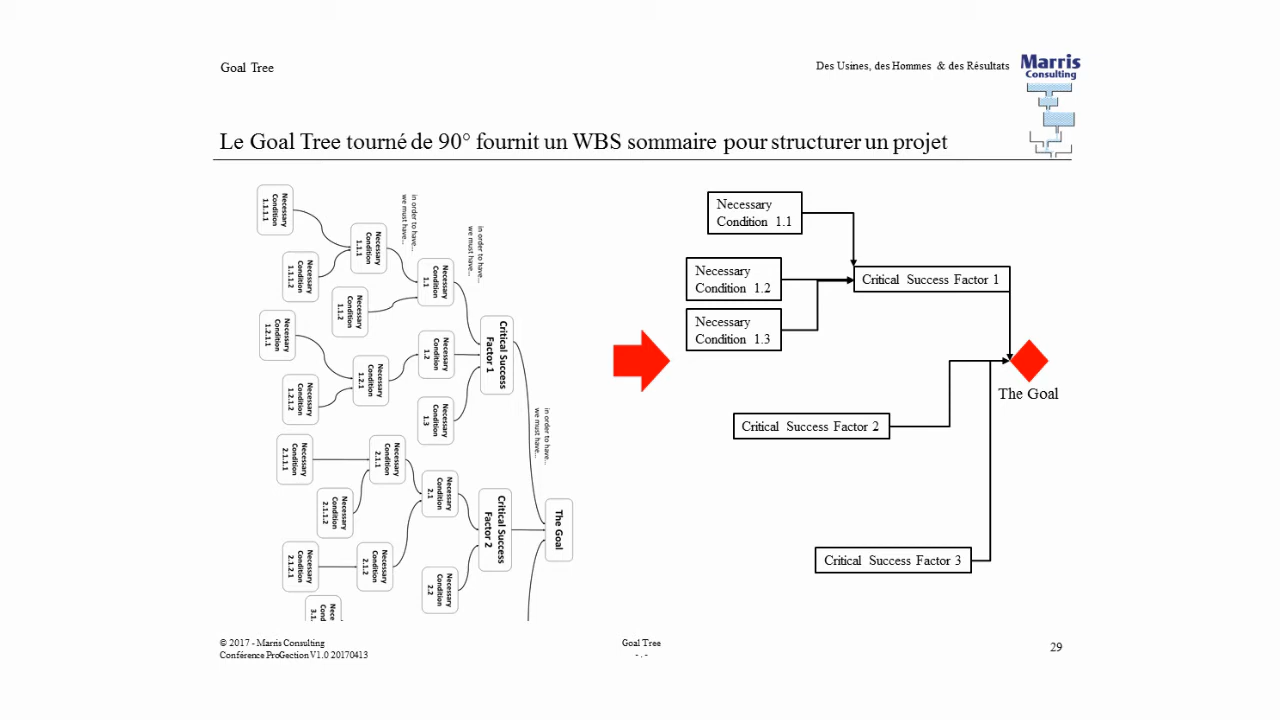 Goal Tree
Des Usines, des Hommes & des Résultats
Marris
Consulting
Le Goal Tree tourné de 90° fournit un WBS sommaire pour structurer un projet
Necessary
Condition
1.1.1.1
Necessary
Condition
1.1.1.2
Necessary
Condition
1.1.1
Necessary
Condition
1.1.2
in order to have...
we must have...
Necessary
Condition
1.1
in order to have...
we must have...
Necessary
Condition
1.2.1.1
Necessary
Condition
1.2.1.2
Necessary
Condition
1.2.1
Necessary
Condition
1.2
Necessary
Condition
1.3
Critical Success
Factor 1
in order to have...
we must have...
Necessary
Condition
2.1.1.1
Necessary
Condition
2.1.1.2
Necessary
Condition
2.1.1
Necessary
Condition
2.1
Necessary
Condition
2.1.2.1
Necessary
Condition
2.1.2
Necessary
Condition
2.2
Critical Success
Factor 2
The Goal
Nece
Cond
3.1.
Necessary
Condition 1.1
Necessary
Condition 1.2
Necessary
Condition 1.3
Critical Success Factor 1
The Goal
Critical Success Factor 2
Critical Success Factor 3
© 2017 - Marris Consulting
Conférence ProGection V1.0 20170413
Goal Tree
- . -
29